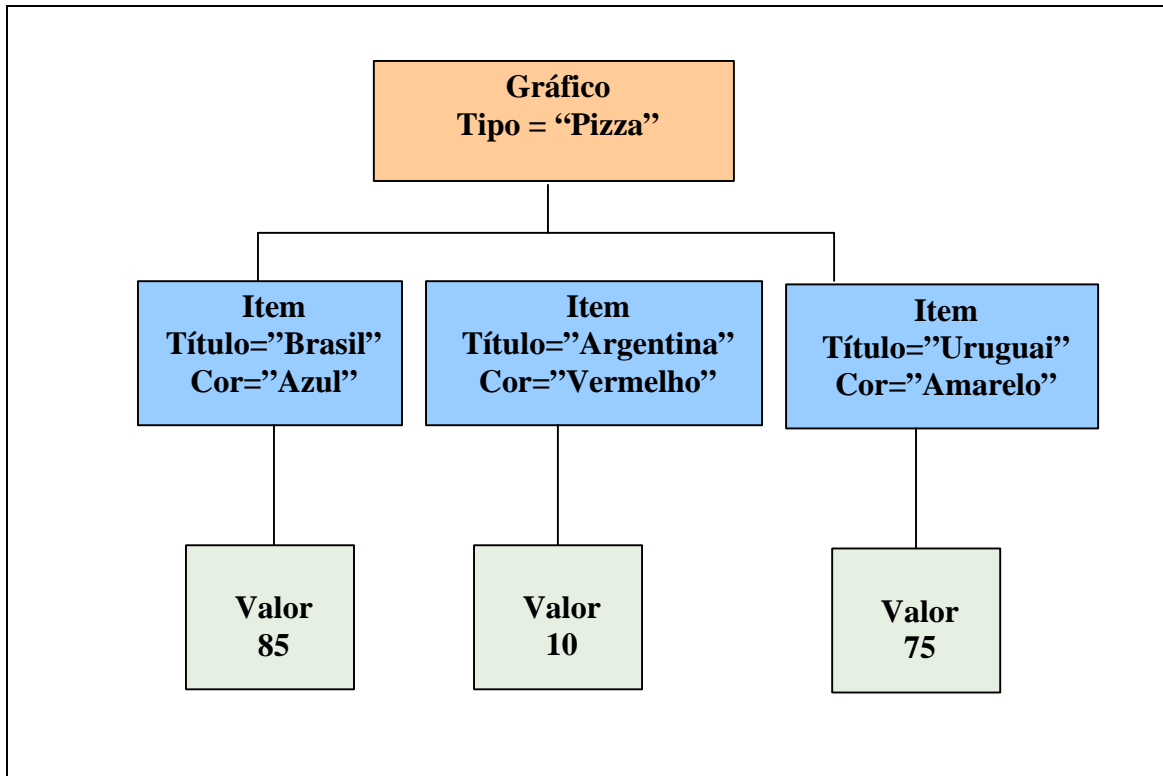 Gráfico
Tipo = “Pizza”
Item
Título=”Brasil”
Cor=”Azul”
Item
Título=”Argentina”
Cor=”Vermelho”
Item
Título=”Uruguai”
Cor=”Amarelo”
Valor
85
Valor
10
Valor
75